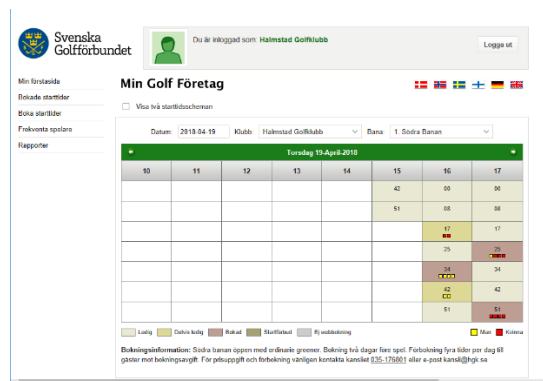 Svenska
Golfförbundet
Du är inloggad som: Halmstad Golfklubb
Logga ut
Min förstasida
Bokade starttider
Boka starttider
Frekventa spelare
Rapporter
Min Golf Företag
Visa två starttidsscheman
Datum: 2018-04-19 Klubb: Halmstad Golfklubb Bana: 1. Södra Banan
Torsdag 19-April-2018
10 11 12 13 14 15 16 17
42 00 00
51 08 08
17 17
25 25
34 34
42 42
51 51
Ledig Delvis ledig Bokad Startförbud Ej webbokning Man Kvinna
Bokningsinformation: Södra banan öppen med ordinarie greener. Bokning två dagar före spel. Förbokning fyra tider per dag till
gäster mot bokningsavgift. För prisuppgift och förbokning vänligen kontakta kansliet 035-176801 eller e-post kansli@hgk.se